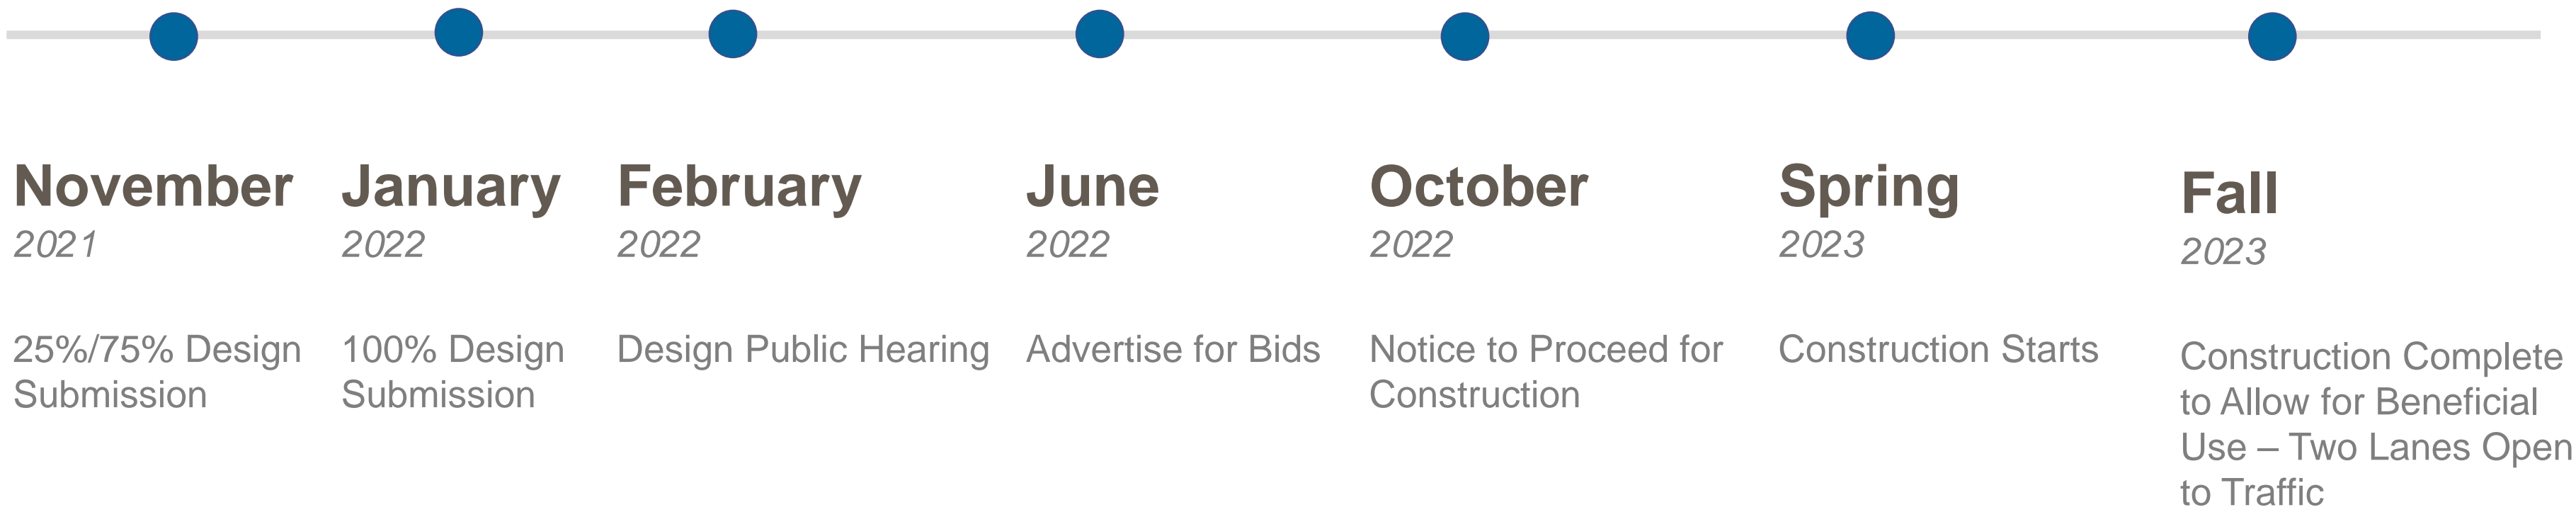 November
2021
25%/75% Design
Submission
January
2022
100% Design
Submission
February
2022
Design Public Hearing
June
2022
Advertise for Bids
October
2022
Notice to Proceed for
Construction
Spring
2023
Construction Starts
Fall
2023
Construction Complete
to Allow for Beneficial
Use – Two Lanes Open
to Traffic